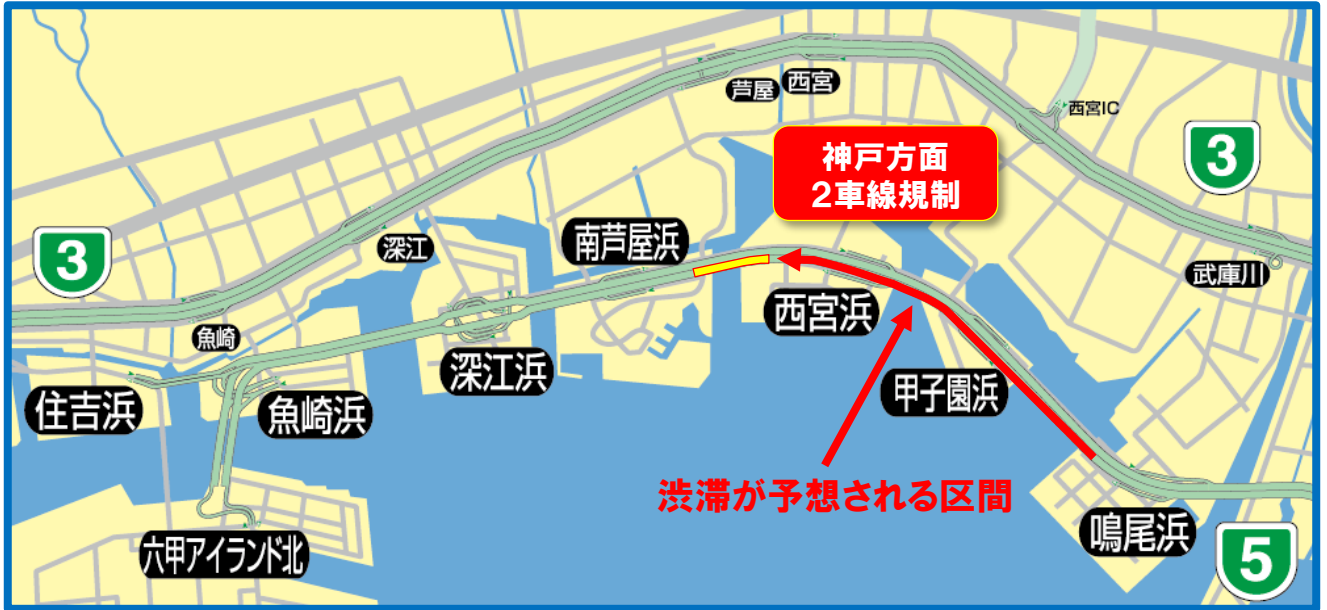 芦屋
西宮
西宮IC
神戸方面
2車線規制
3
3
深江
南芦屋浜
武庫川
魚崎
西宮浜
深江浜
住吉浜
魚崎浜
甲子園浜
渋滞が予想される区間
鳴尾浜
六甲アイランド北
5